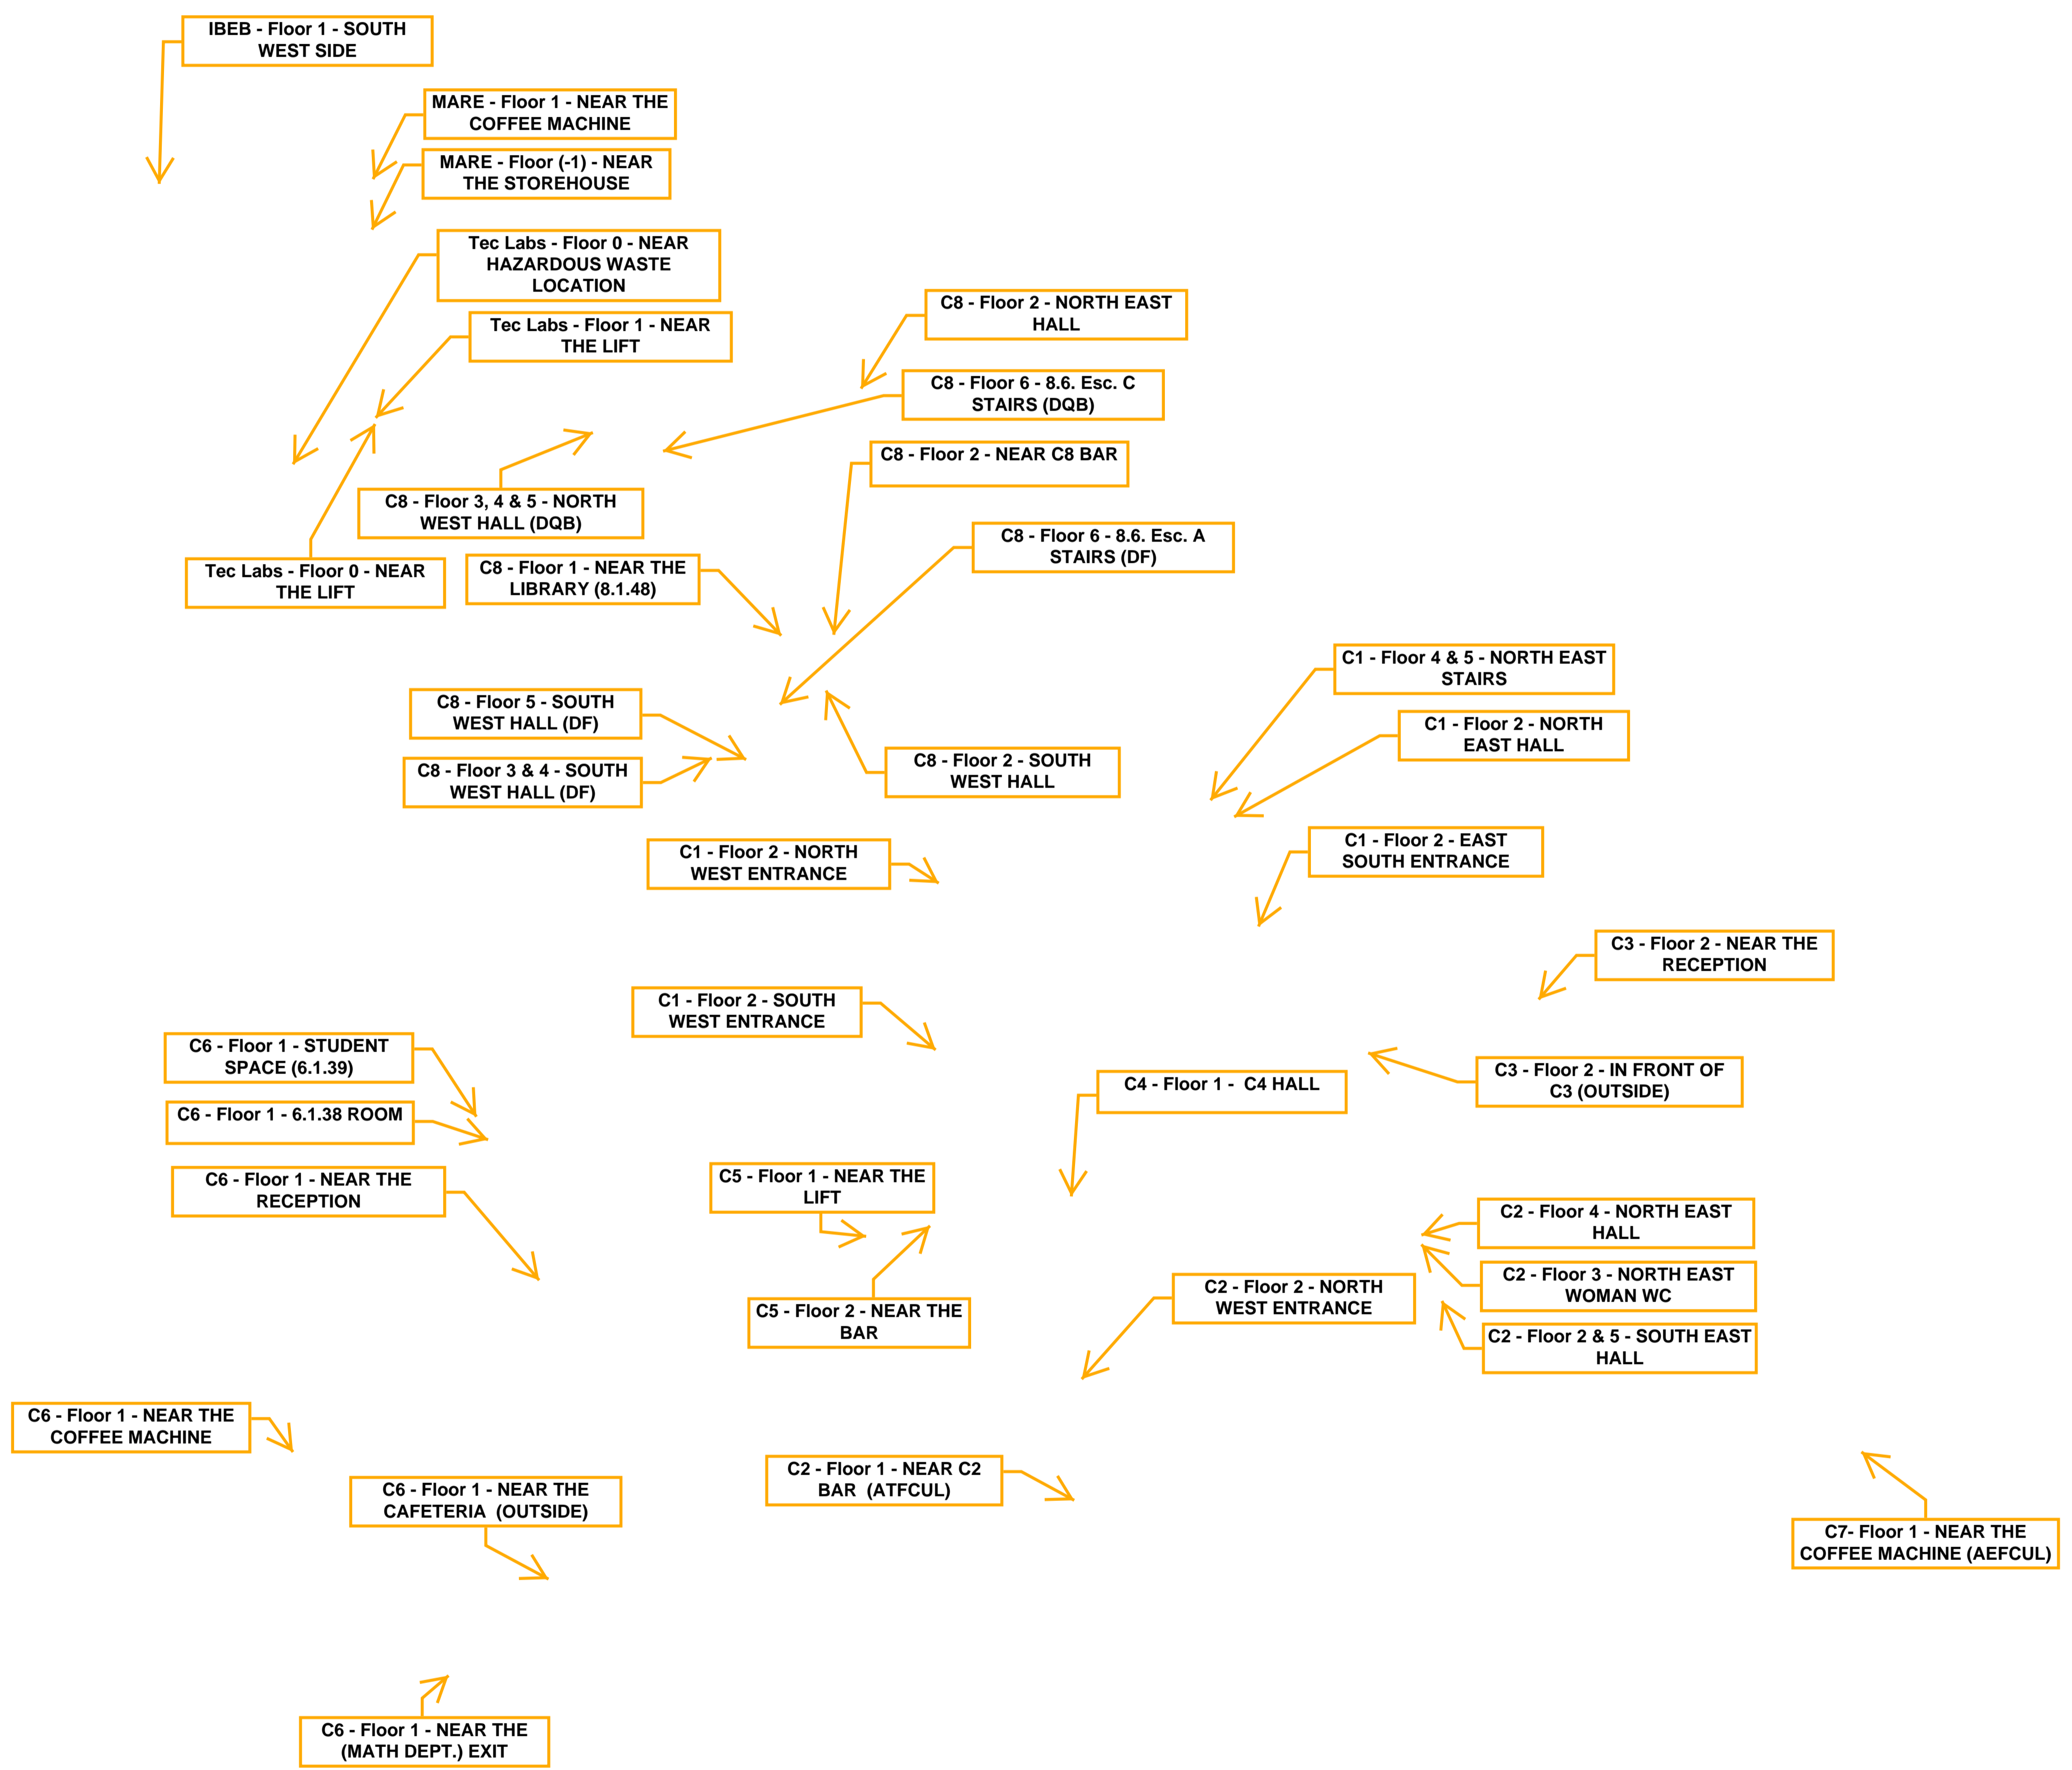 IBEB - Floor 1 - SOUTH
WEST SIDE
MARE - Floor 1 - NEAR THE
COFFEE MACHINE
MARE - Floor (-1) - NEAR
THE STOREHOUSE
Tec Labs - Floor 0 - NEAR
HAZARDOUS WASTE
LOCATION
Tec Labs - Floor 1 - NEAR
THE LIFT
C8 - Floor 2 - NORTH EAST
HALL
C8 - Floor 6 - 8.6. Esc. C
STAIRS (DQB)
C8 - Floor 2 - NEAR C8 BAR
C8 - Floor 3, 4 & 5 - NORTH
WEST HALL (DQB)
C8 - Floor 6 - 8.6. Esc. A
STAIRS (DF)
Tec Labs - Floor 0 - NEAR
THE LIFT
C8 - Floor 1 - NEAR THE
LIBRARY (8.1.48)
C1 - Floor 4 & 5 - NORTH EAST
STAIRS
C8 - Floor 5 - SOUTH
WEST HALL (DF)
C1 - Floor 2 - NORTH
EAST HALL
C8 - Floor 3 & 4 - SOUTH
WEST HALL (DF)
C8 - Floor 2 - SOUTH
WEST HALL
C1 - Floor 2 - NORTH
WEST ENTRANCE
C1 - Floor 2 - EAST
SOUTH ENTRANCE
C3 - Floor 2 - NEAR THE
RECEPTION
C1 - Floor 2 - SOUTH
WEST ENTRANCE
C6 - Floor 1 - STUDENT
SPACE (6.1.39)
C3 - Floor 2 - IN FRONT OF
C3 (OUTSIDE)
C4 - Floor 1 -  C4 HALL
C6 - Floor 1 - 6.1.38 ROOM
C6 - Floor 1 - NEAR THE
RECEPTION
C5 - Floor 1 - NEAR THE
LIFT
C2 - Floor 4 - NORTH EAST
HALL
C2 - Floor 3 - NORTH EAST
WOMAN WC
C2 - Floor 2 - NORTH
WEST ENTRANCE
C5 - Floor 2 - NEAR THE
BAR
C2 - Floor 2 & 5 - SOUTH EAST
HALL
C6 - Floor 1 - NEAR THE
COFFEE MACHINE
C2 - Floor 1 - NEAR C2
BAR  (ATFCUL)
C6 - Floor 1 - NEAR THE
CAFETERIA  (OUTSIDE)
C7- Floor 1 - NEAR THE
COFFEE MACHINE (AEFCUL)
C6 - Floor 1 - NEAR THE
(MATH DEPT.) EXIT